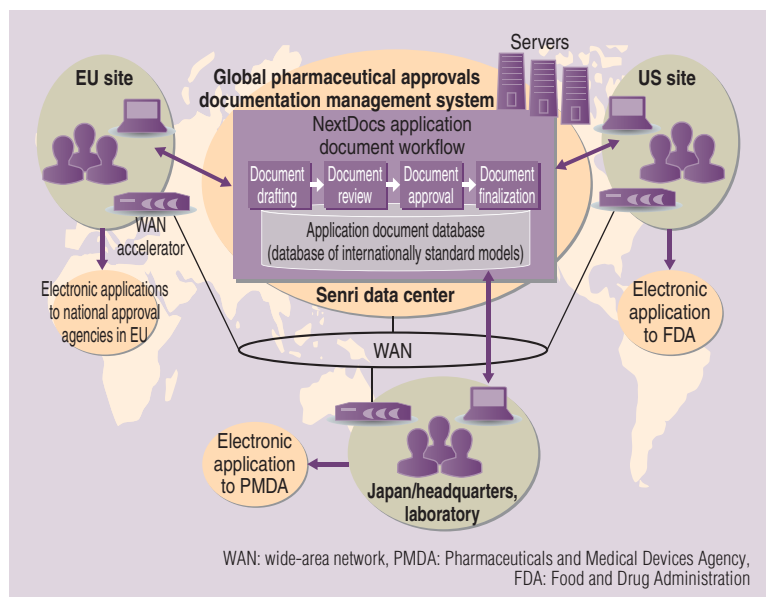 Servers
EU site
US site
Global pharmaceutical approvals
documentation management system
NextDocs application
document workflow
Document
drafting
Document
review
Document
approval
Document
finalization
Application document database
(database of internationally standard models)
WAN
accelerator
Senri data center
Electronic applications
to national approval
agencies in EU
Electronic
application
to FDA
WAN
Electronic
application
to PMDA
Japan/headquarters,
laboratory
WAN: wide-area network, PMDA: Pharmaceuticals and Medical Devices Agency,
FDA: Food and Drug Administration